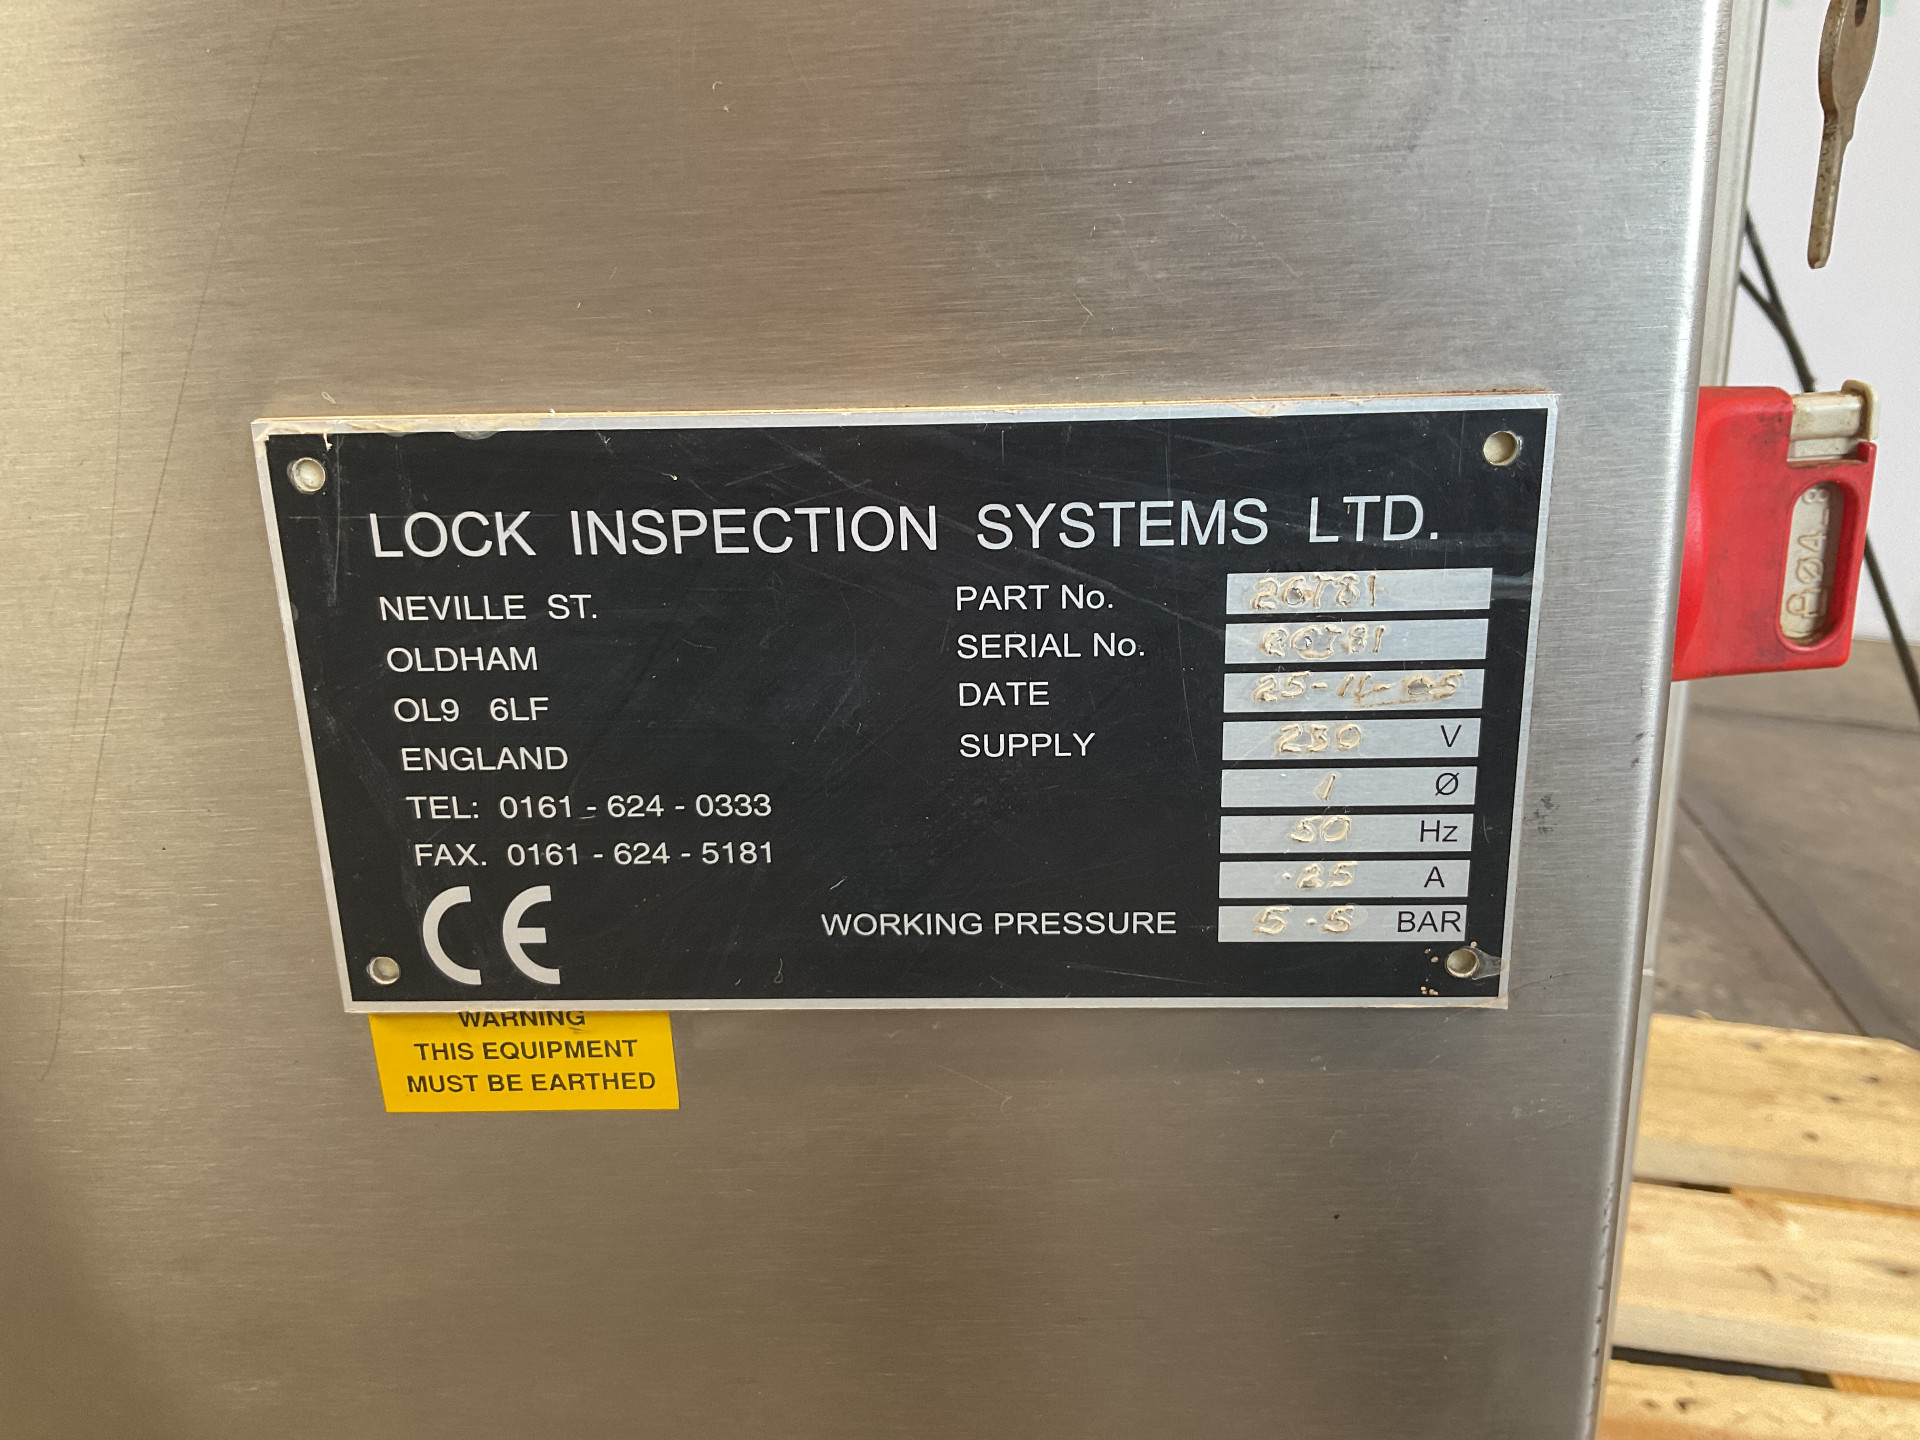 LOCK INSPECTION SYSTEMS LTD.
NEVILLE ST.
OLDHAM
OL9 6LF
ENGLAND
TEL: 0161 - 624 - 0333
FAX. 0161 - 624 - 5181
CE
PART No. 26781
SERIAL No. 26781
DATE 25-11-05
SUPPLY 230 V
1 Ø
50 Hz
.25 A
WORKING PRESSURE 5.5 BAR
WARNING
THIS EQUIPMENT
MUST BE EARTHED